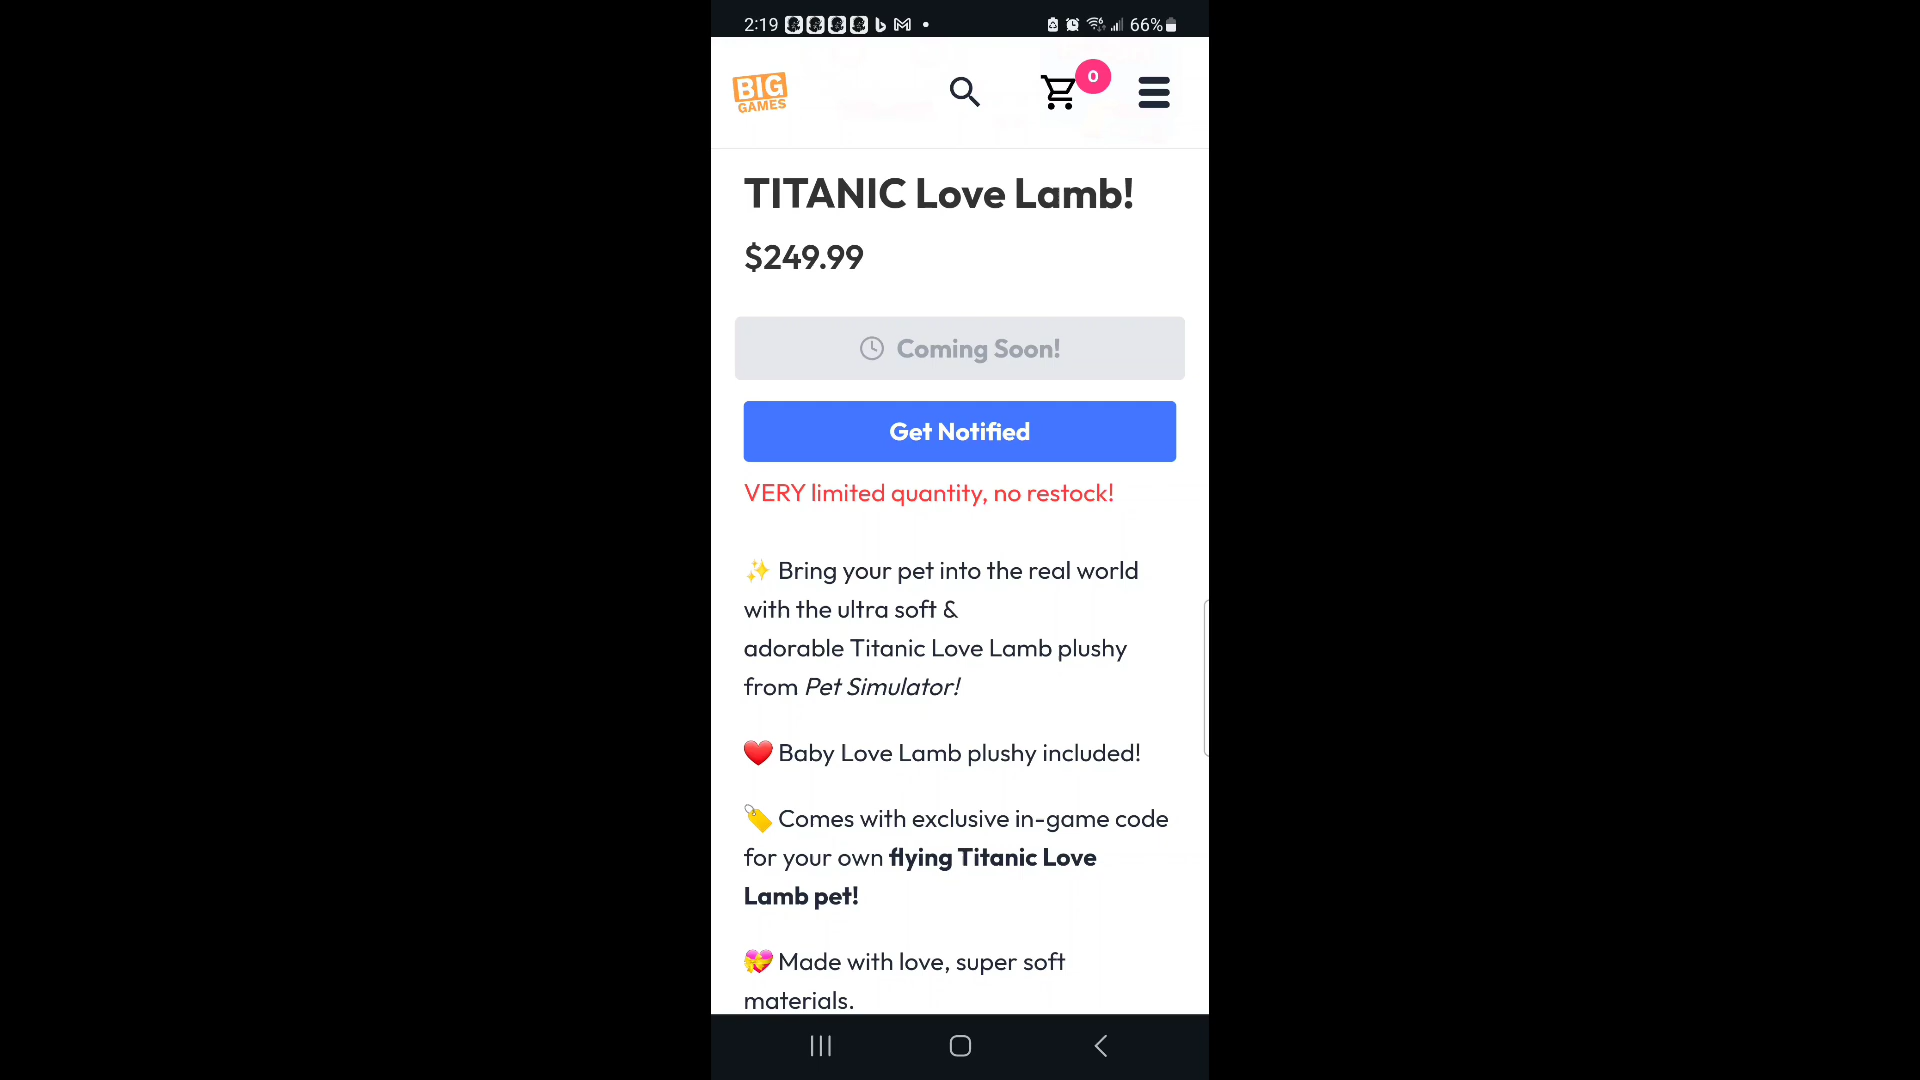 2:19
66%
BIG
GAMES
0
TITANIC Love Lamb!
$249.99
Coming Soon!
Get Notified
VERY limited quantity, no restock!
✨ Bring your pet into the real world
with the ultra soft &
adorable Titanic Love Lamb plushy
from Pet Simulator!
❤️ Baby Love Lamb plushy included!
🏷️ Comes with exclusive in-game code
for your own flying Titanic Love
Lamb pet!
💝 Made with love, super soft
materials.